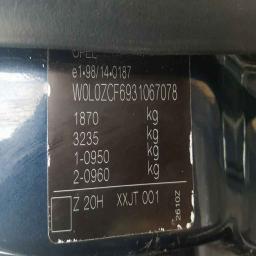 OPEL
e1*98/14*0187
W0L0ZCF6931067078
1870 kg
3235 kg
1-0950 kg
2-0960 kg
Z 20H XXJT 001
2610Z